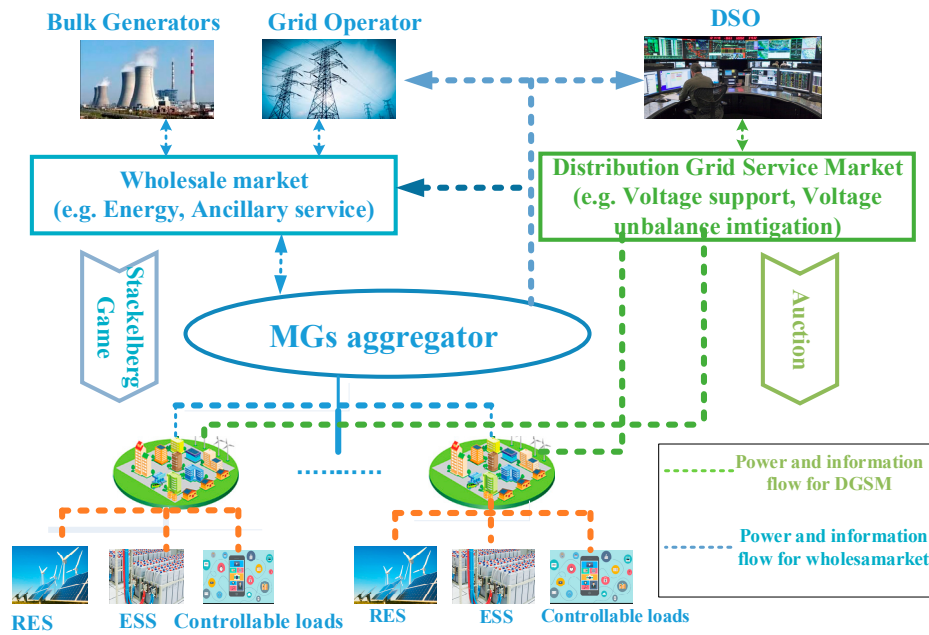 Bulk Generators
Grid Operator
DSO
Wholesale market
(e.g. Energy, Ancillary service)
Distribution Grid Service Market
(e.g. Voltage support, Voltage
unbalance imtigation)
Stackelberg
Game
MGs aggregator
Auction
Power and information
flow for DGSM
Power and information
flow for wholesamarket
RES
ESS
Controllable loads
RES
ESS
Controllable loads